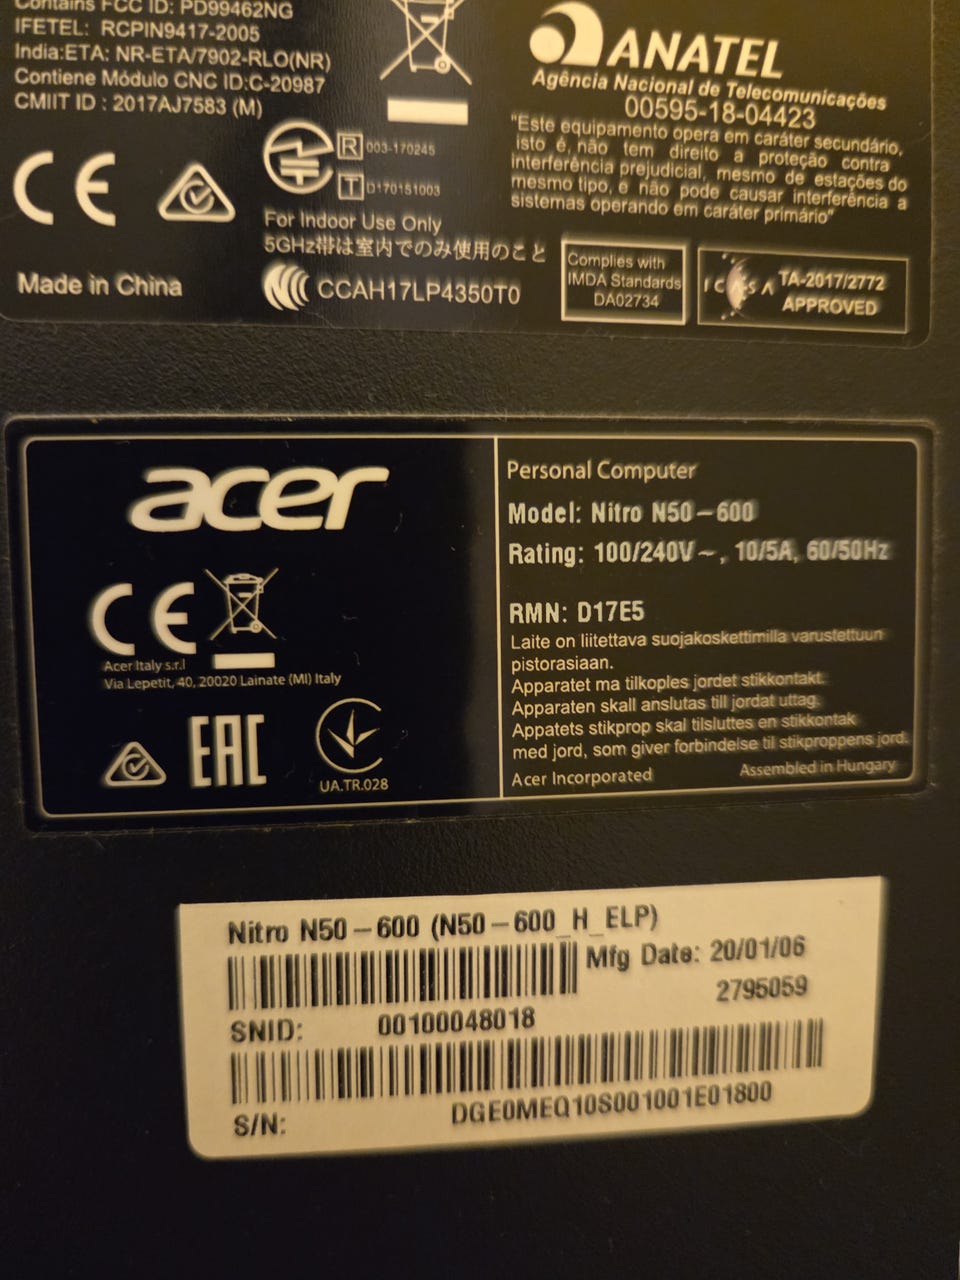 Contains FCC ID: PD99462NG
IFETEL: RCPIN9417-2005
India:ETA: NR-ETA/7902-RLO(NR)
Contiene Módulo CNC ID:C-20987
CMIIT ID : 2017AJ7583 (M)
R 003-170245
T D170151003
For Indoor Use Only
5GHz帯は室内でのみ使用のこと
CE
Made in China
CCAH17LP4350T0
ANATEL
Agência Nacional de Telecomunicações
00595-18-04423
"Este equipamento opera em caráter secundário,
isto é, não tem direito a proteção contra
interferência prejudicial, mesmo de estações do
mesmo tipo, e não pode causar interferência a
sistemas operando em caráter primário"
Complies with
IMDA Standards
DA02734
ICASA TA-2017/2772
APPROVED
acer
CE
Acer Italy s.r.l
Via Lepetit, 40, 20020 Lainate (MI) Italy
EAC
UA.TR.028
Personal Computer
Model: Nitro N50-600
Rating: 100/240V~, 10/5A, 60/50Hz
RMN: D17E5
Laite on liitettava suojakoskettimilla varustettuun
pistorasiaan.
Apparatet ma tilkoples jordet stikkontakt.
Apparaten skall anslutas till jordat uttag.
Appatets stikprop skal tilsluttes en stikkontak
med jord, som giver forbindelse til stikproppens jord.
Acer Incorporated
Assembled in Hungary
Nitro N50-600 (N50-600_H_ELP)
Mfg Date: 20/01/06
2795059
SNID: 00100048018
S/N: DGE0MEQ10S001001E01800